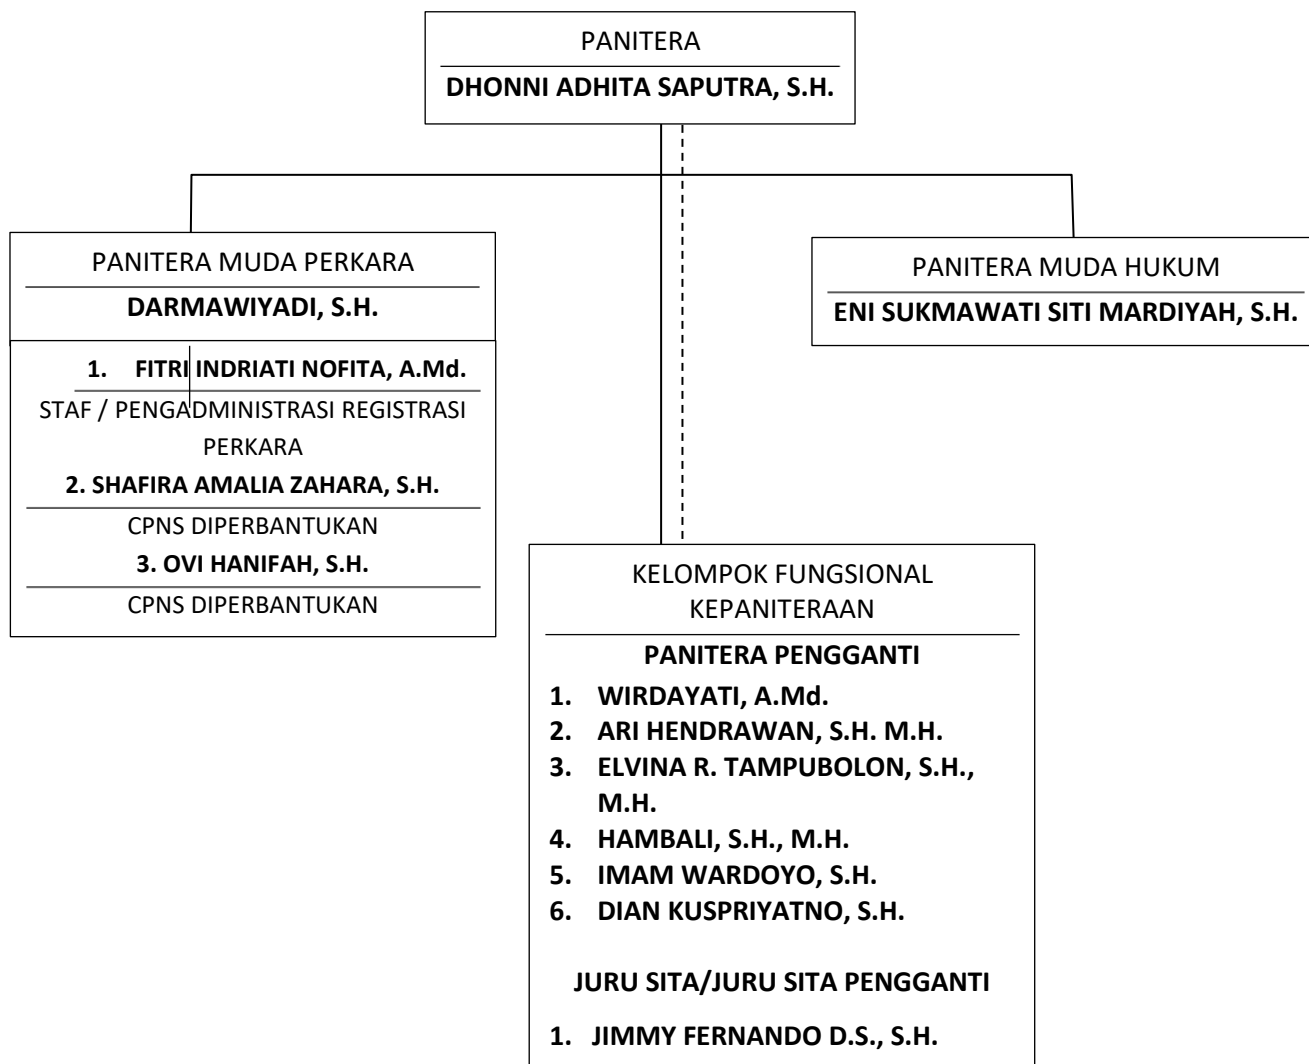 PANITERA
DHONNI ADHITA SAPUTRA, S.H.
PANITERA MUDA PERKARA
DARMAWIYADI, S.H.
1. FITRI INDRIATI NOFITA, A.Md.
STAF / PENGADMINISTRASI REGISTRASI
PERKARA
2. SHAFIRA AMALIA ZAHARA, S.H.
CPNS DIPERBANTUKAN
3. OVI HANIFAH, S.H.
CPNS DIPERBANTUKAN
PANITERA MUDA HUKUM
ENI SUKMAWATI SITI MARDIYAH, S.H.
KELOMPOK FUNGSIONAL
KEPANITERAAN
PANITERA PENGGANTI
1. WIRDAYATI, A.Md.
2. ARI HENDRAWAN, S.H. M.H.
3. ELVINA R. TAMPUBOLON, S.H.,
M.H.
4. HAMBALI, S.H., M.H.
5. IMAM WARDOYO, S.H.
6. DIAN KUSPRIYATNO, S.H.
JURU SITA/JURU SITA PENGGANTI
1. JIMMY FERNANDO D.S., S.H.